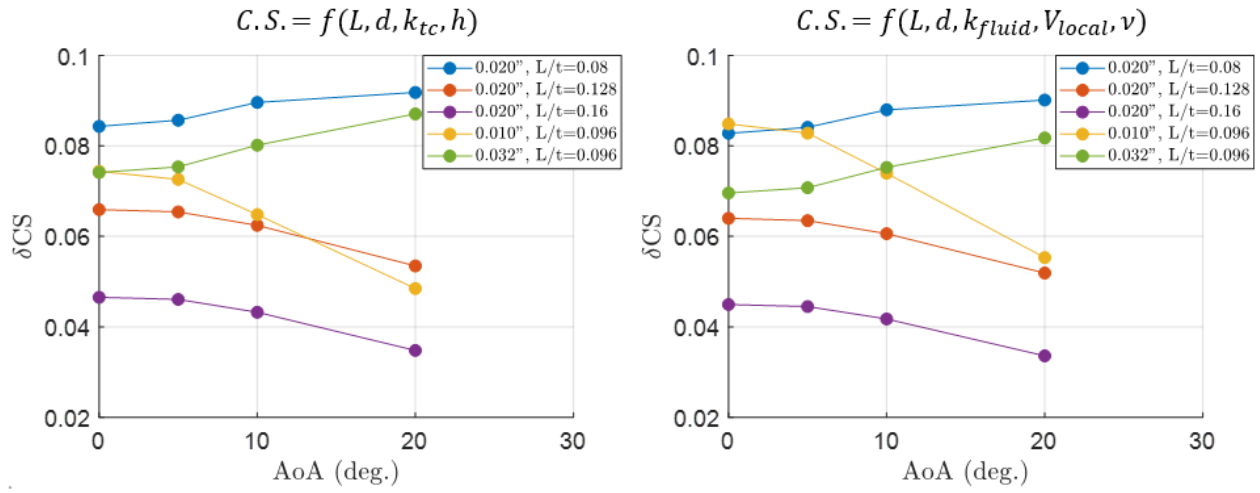 C.S.= f(L, d, k_tc, h)
0.1
0.08
0.06
0.04
0.02
δCS
0
10
20
30
AoA (deg.)
0.020”, L/t=0.08
0.020”, L/t=0.128
0.020”, L/t=0.16
0.010”, L/t=0.096
0.032”, L/t=0.096
C.S.= f(L, d, k_fluid, V_local, ν)
0.1
0.08
0.06
0.04
0.02
δCS
0
10
20
30
AoA (deg.)
0.020”, L/t=0.08
0.020”, L/t=0.128
0.020”, L/t=0.16
0.010”, L/t=0.096
0.032”, L/t=0.096